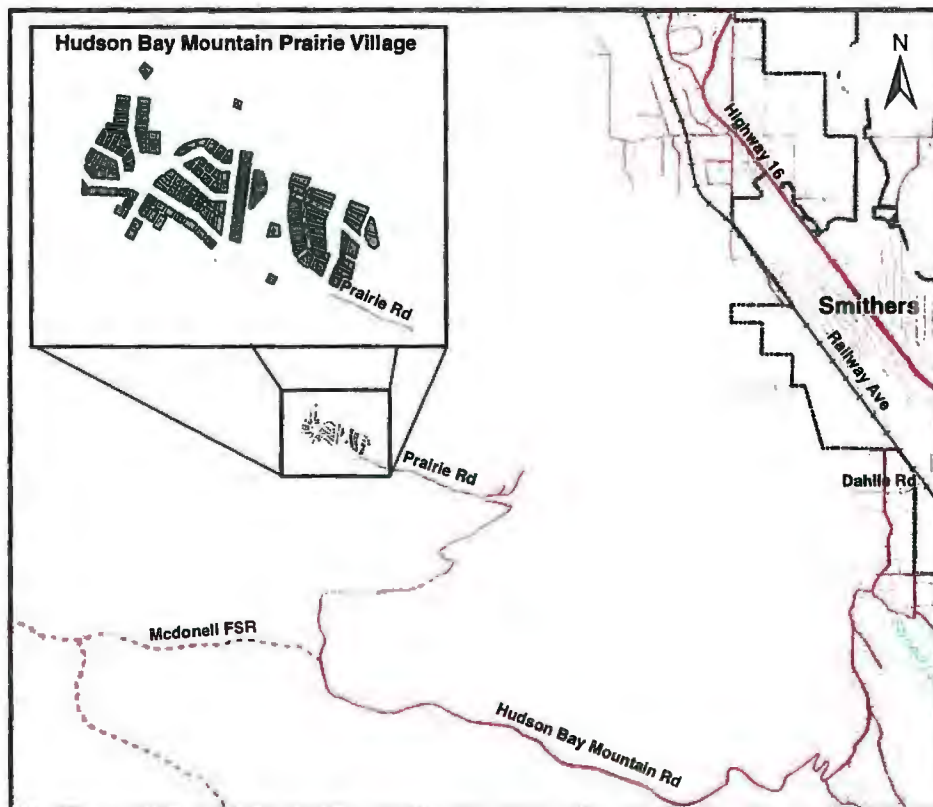 Hudson Bay Mountain Prairie Village
Prairie Rd
N
Highway 16
Smithers
Railway Ave
Prairie Rd
Dahlie Rd
Mcdonell FSR
Hudson Bay Mountain Rd